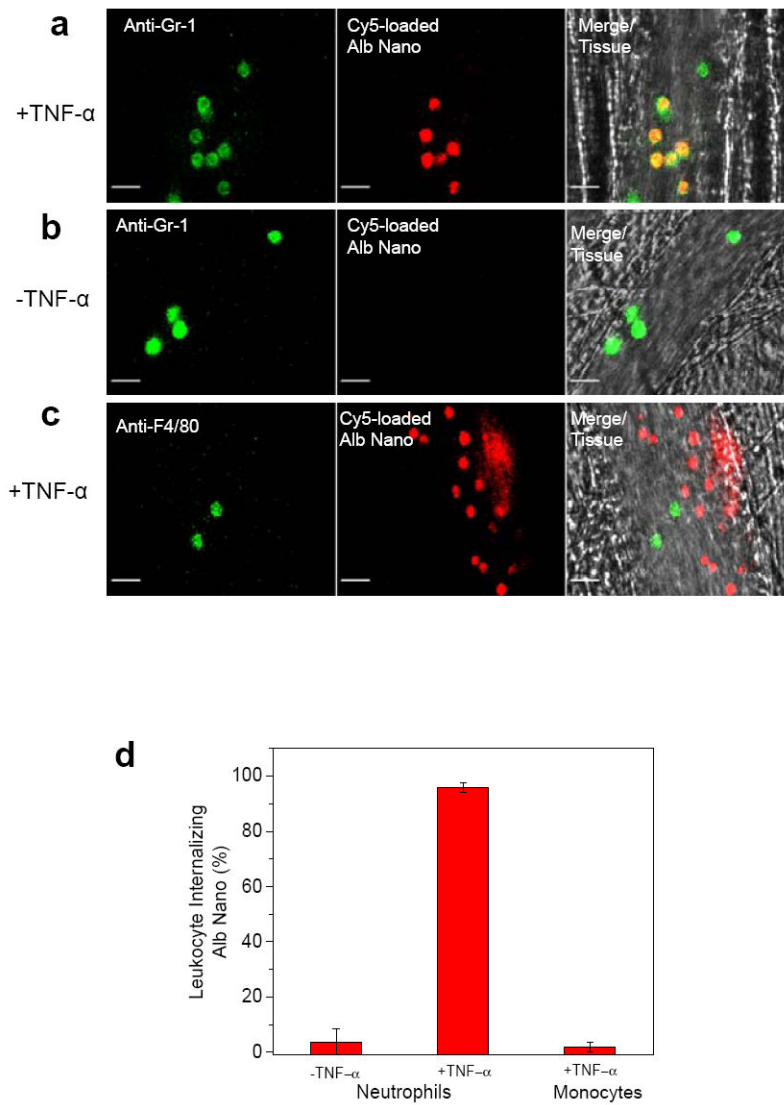 a
Anti-Gr-1
Cy5-loaded
Alb Nano
Merge/
Tissue
+TNF-α
b
Anti-Gr-1
Cy5-loaded
Alb Nano
Merge/
Tissue
-TNF-α
c
Anti-F4/80
Cy5-loaded
Alb Nano
Merge/
Tissue
+TNF-α
d
Leukocyte Internalizing
Alb Nano (%)
100
80
60
40
20
0
-TNF-α
+TNF-α
+TNF-α
Neutrophils
Monocytes